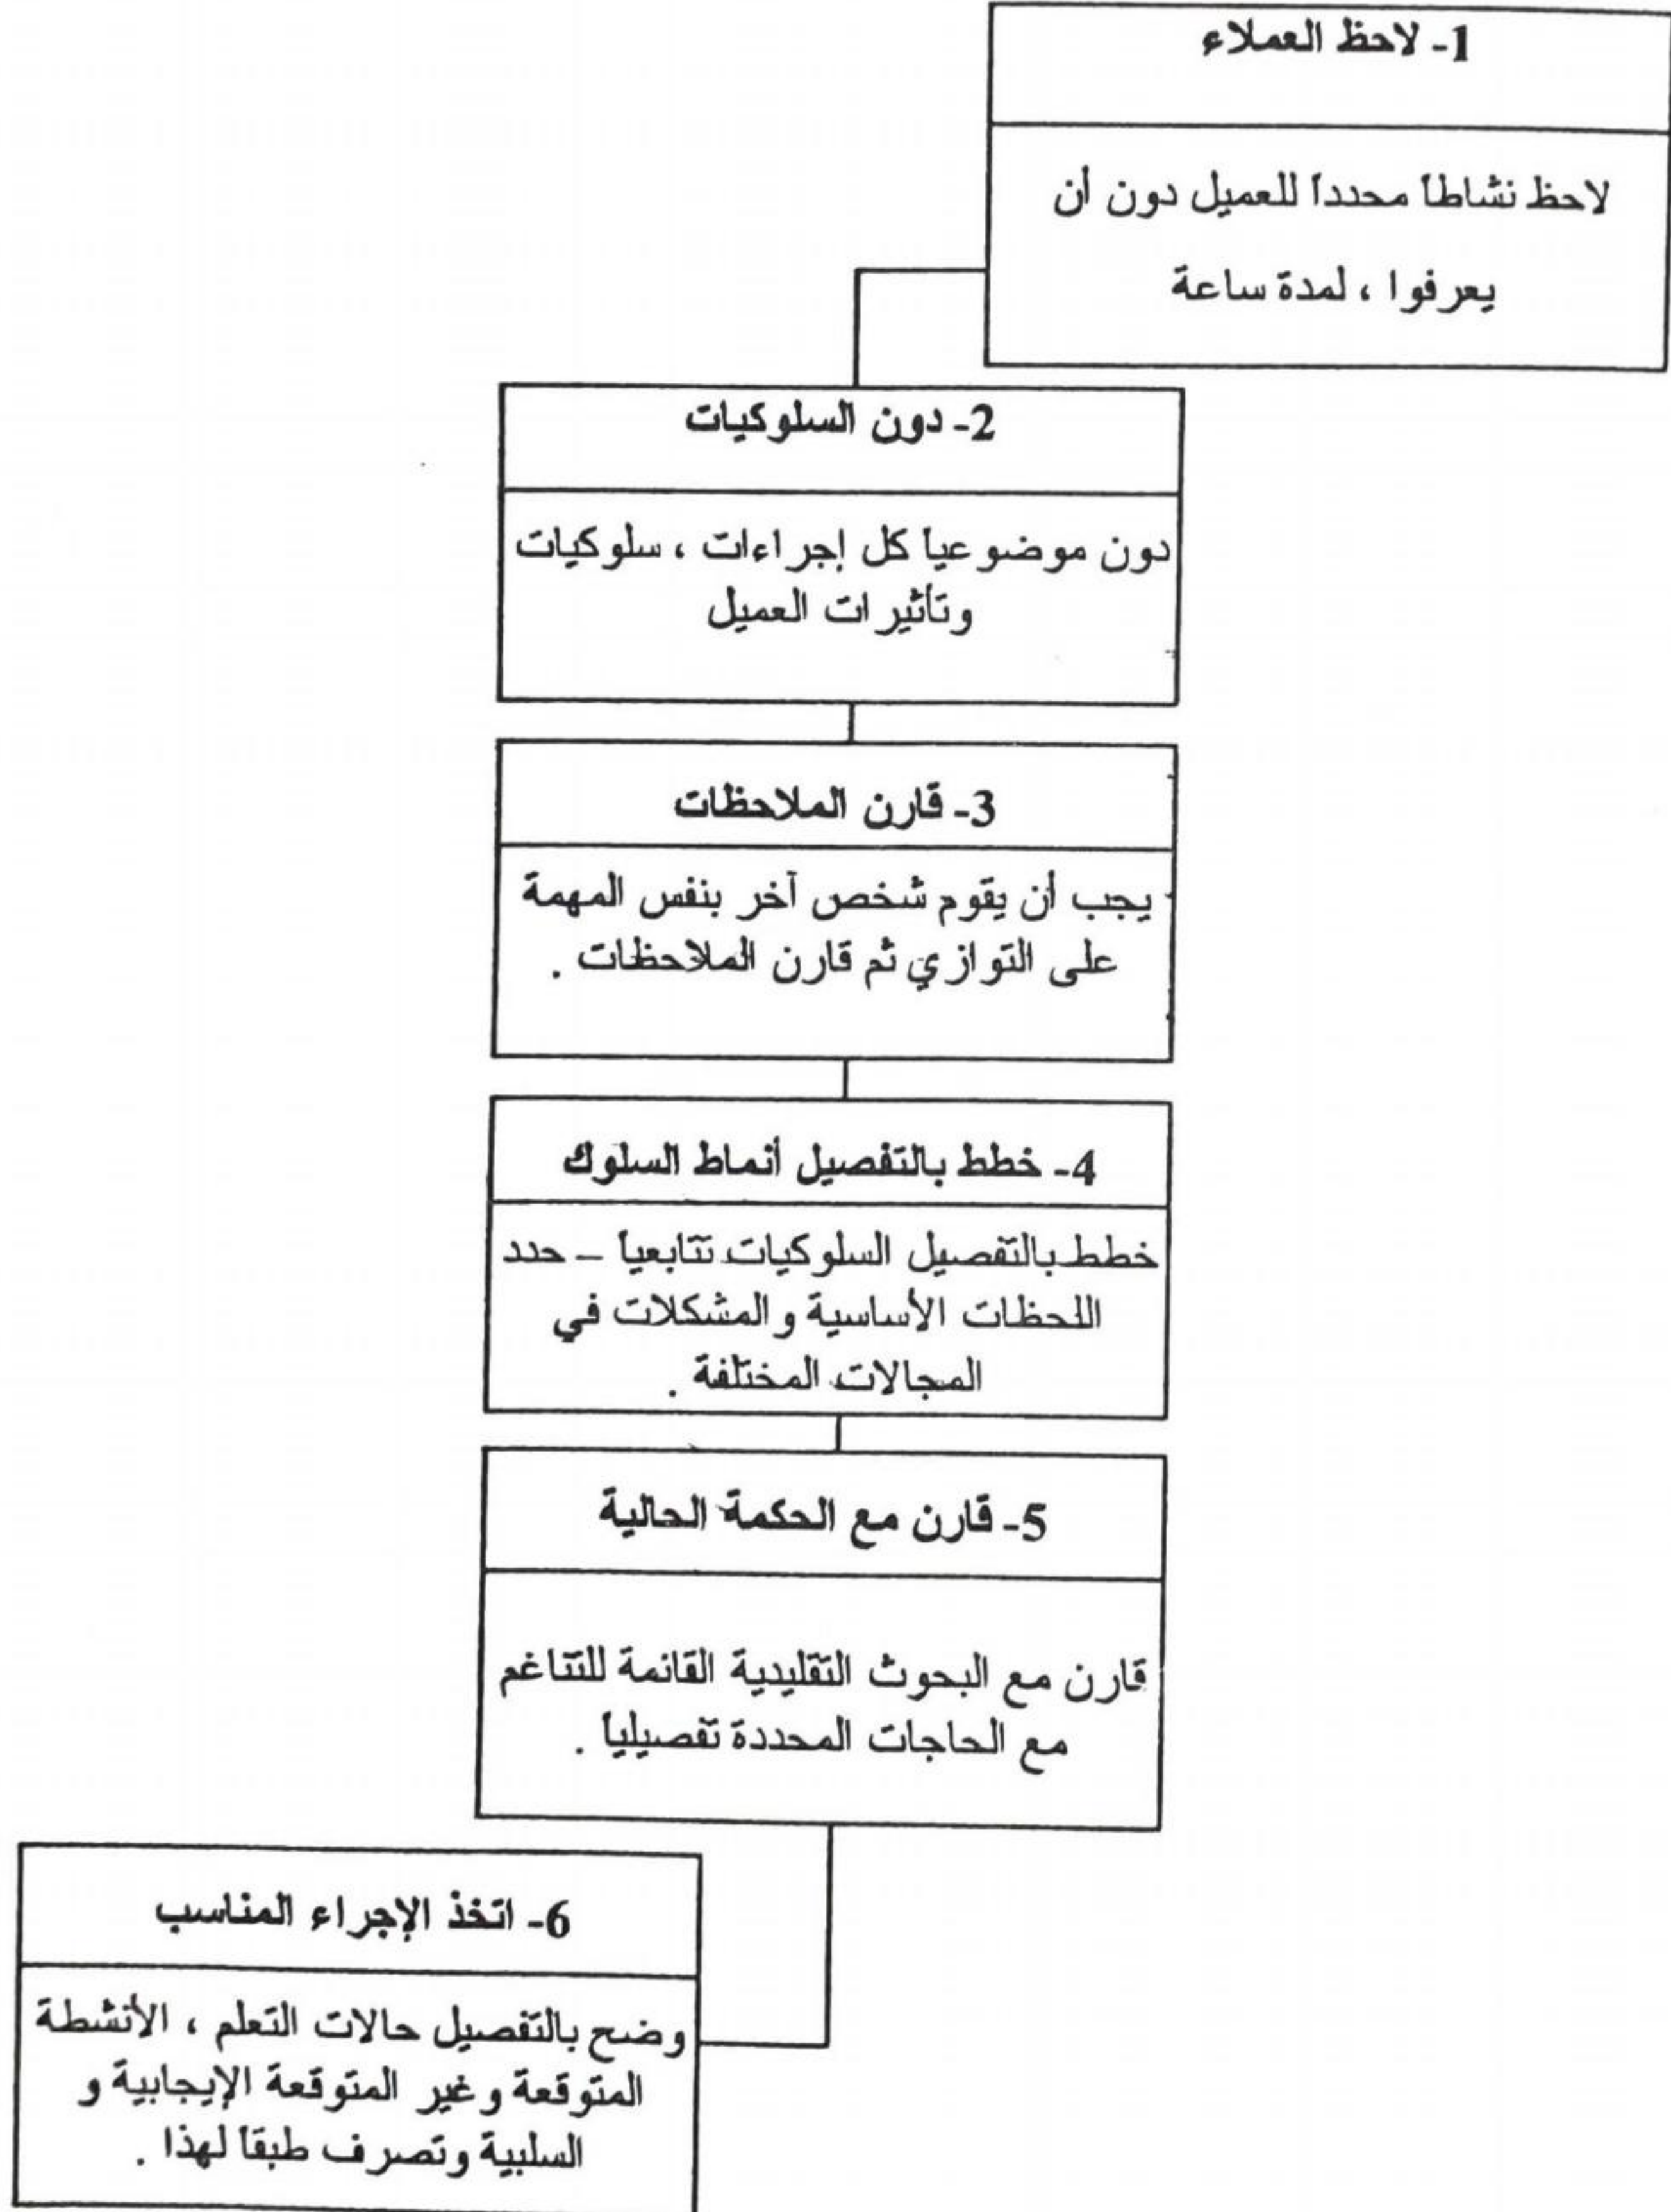 1- لاحظ العملاء
لاحظ نشاطاً محدداً للعميل دون أن
يعرفوا ، لمدة ساعة
2- دون السلوكيات
دون موضوعياً كل إجراءات ، سلوكيات
وتأثيرات العميل
3- قارن الملاحظات
يجب أن يقوم شخص آخر بنفس المهمة
على التوازي ثم قارن الملاحظات .
4- خطط بالتفصيل أنماط السلوك
خطط بالتفصيل السلوكيات تتابعياً – حدد
اللحظات الأساسية والمشكلات في
المجالات المختلفة .
5- قارن مع الحكمة الحالية
قارن مع البحوث التقليدية القائمة للتناغم
مع الحاجات المحددة تفصيلياً .
6- اتخذ الإجراء المناسب
وضح بالتفصيل حالات التعلم ، الأنشطة
المتوقعة وغير المتوقعة الإيجابية و
السلبية وتصرف طبقاً لهذا .